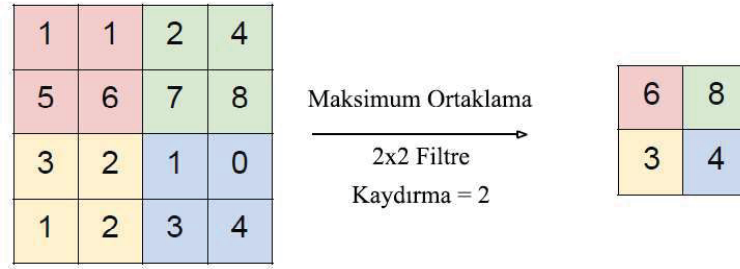 1 1 2 4
5 6 7 8
3 2 1 0
1 2 3 4
Maksimum Ortaklama
2x2 Filtre
Kaydırma = 2
6 8
3 4